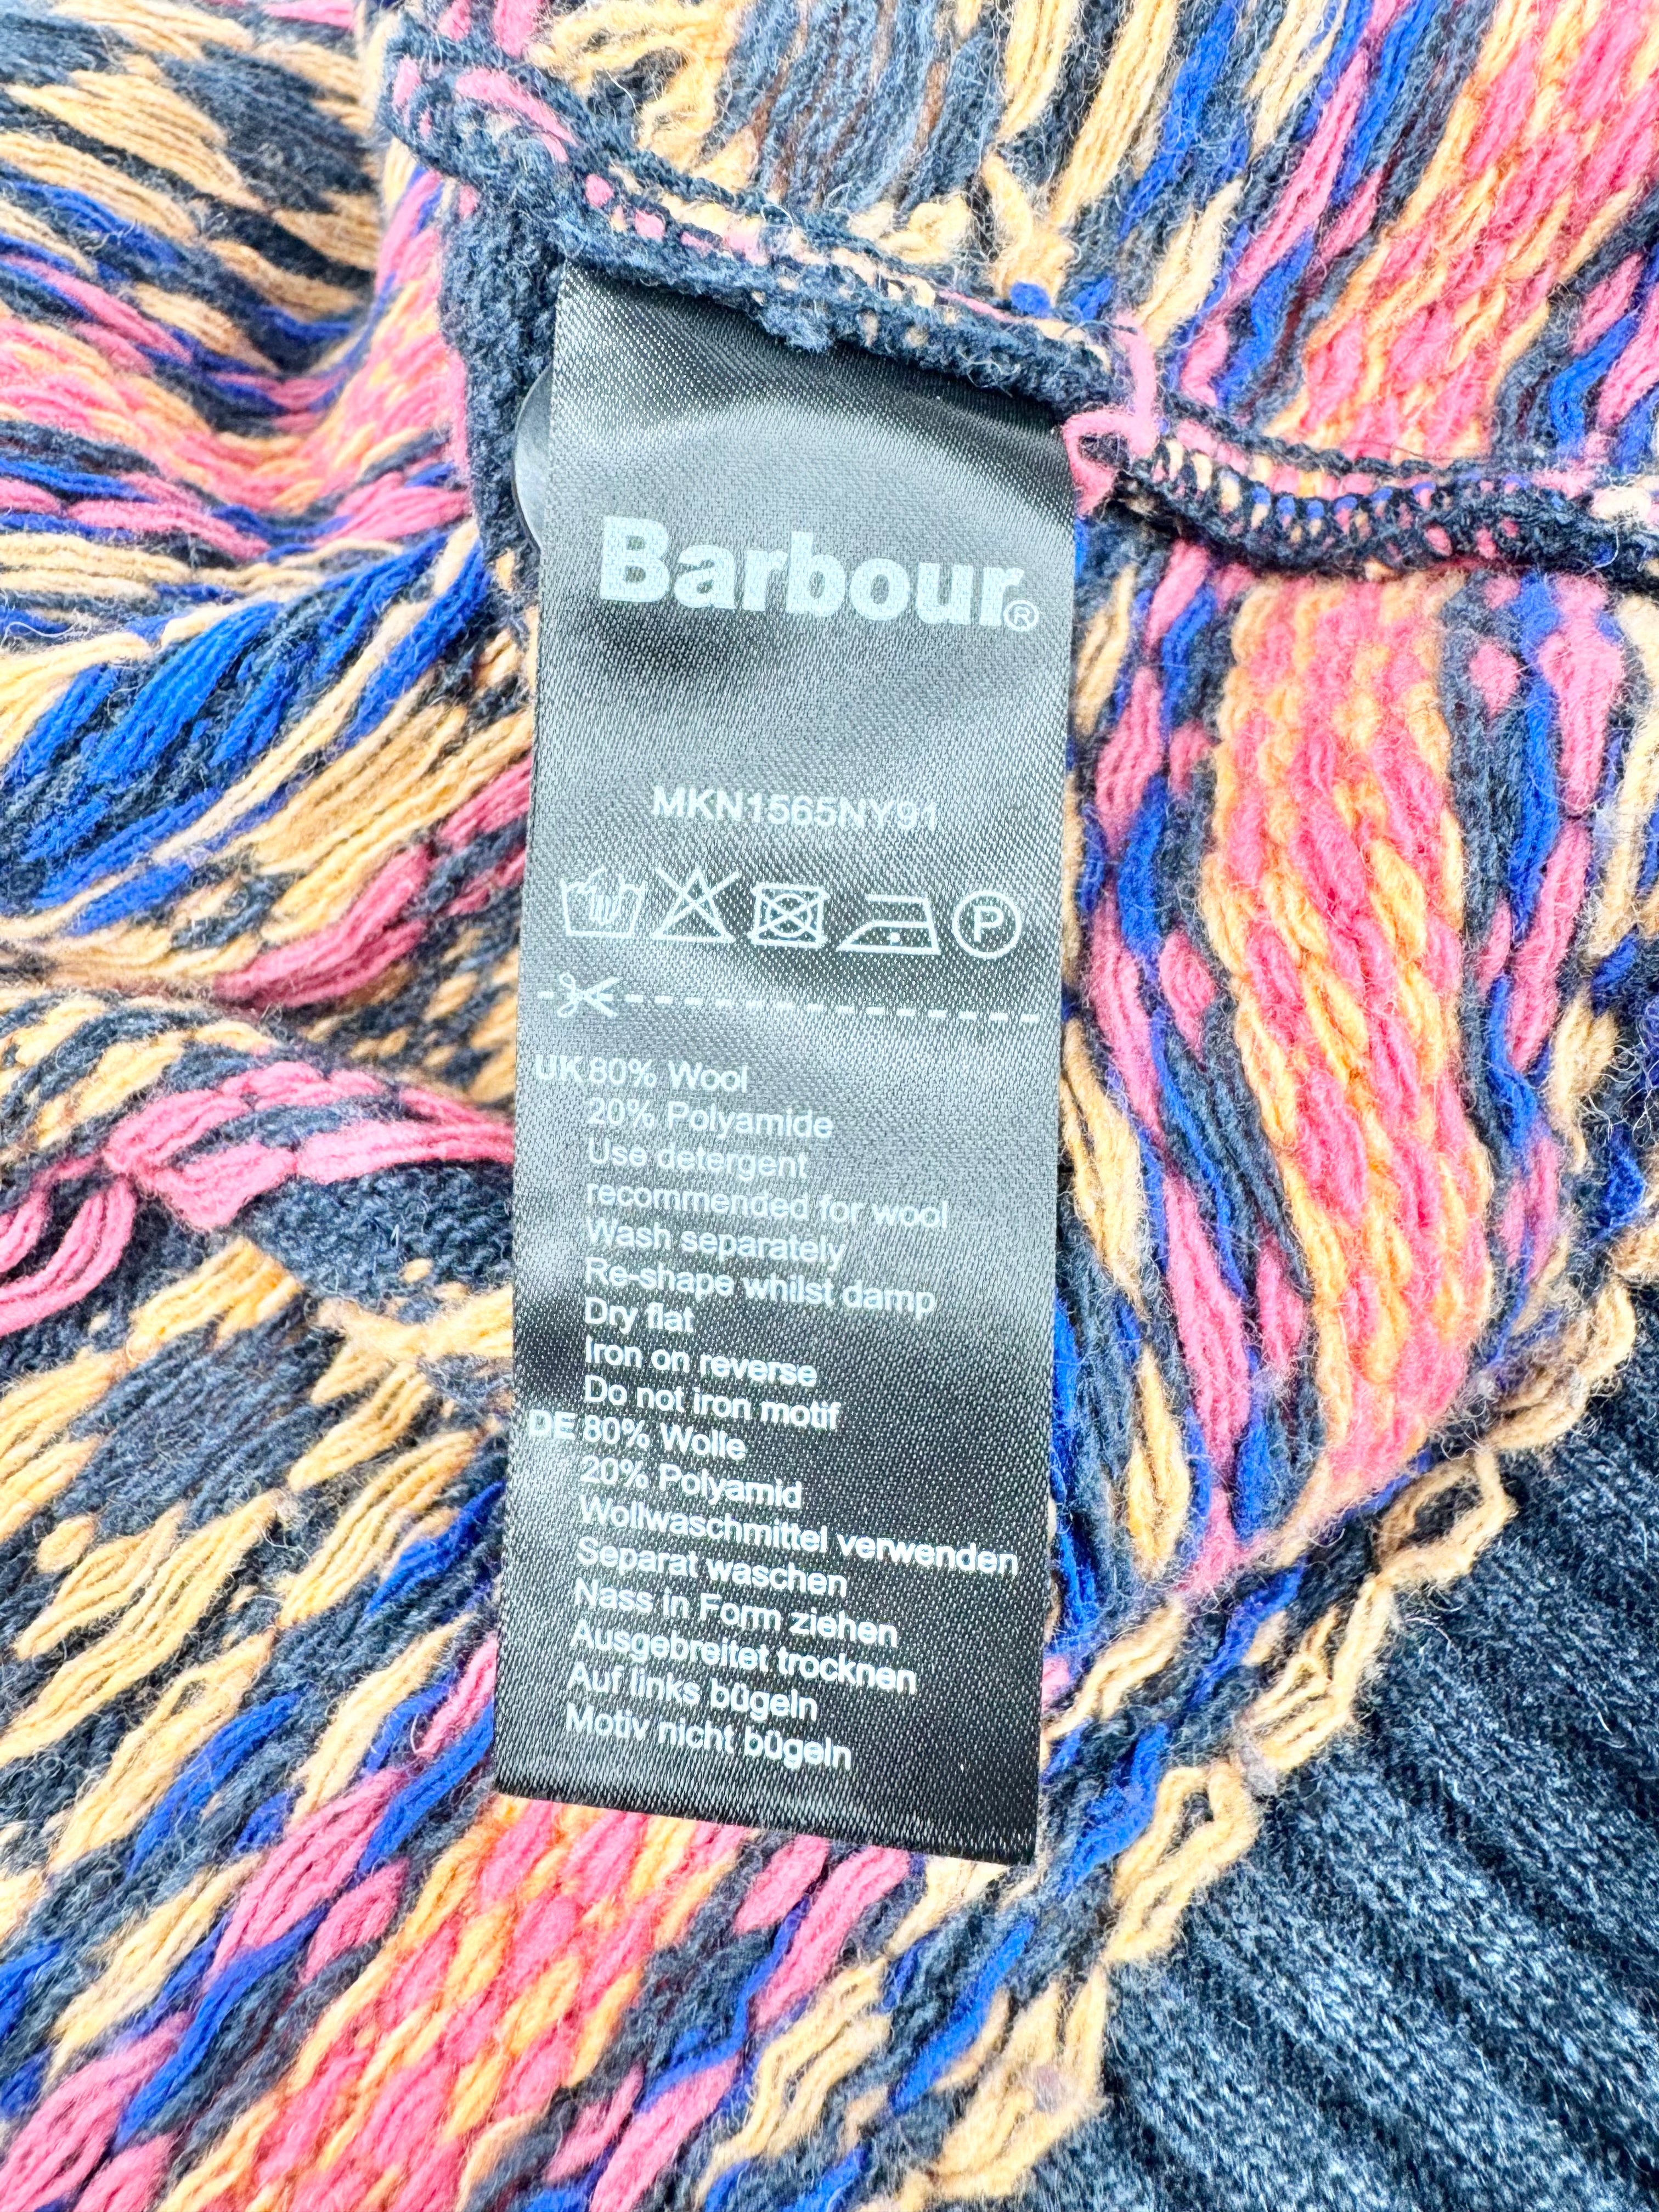 Barbour®
MKN1565NY91
P
UK 80% Wool
20% Polyamide
Use detergent
recommended for wool
Wash separately
Re-shape whilst damp
Dry flat
Iron on reverse
Do not iron motif
DE 80% Wolle
20% Polyamid
Wollwaschmittel verwenden
Separat waschen
Nass in Form ziehen
Ausgebreitet trocknen
Auf links bügeln
Motiv nicht bügeln